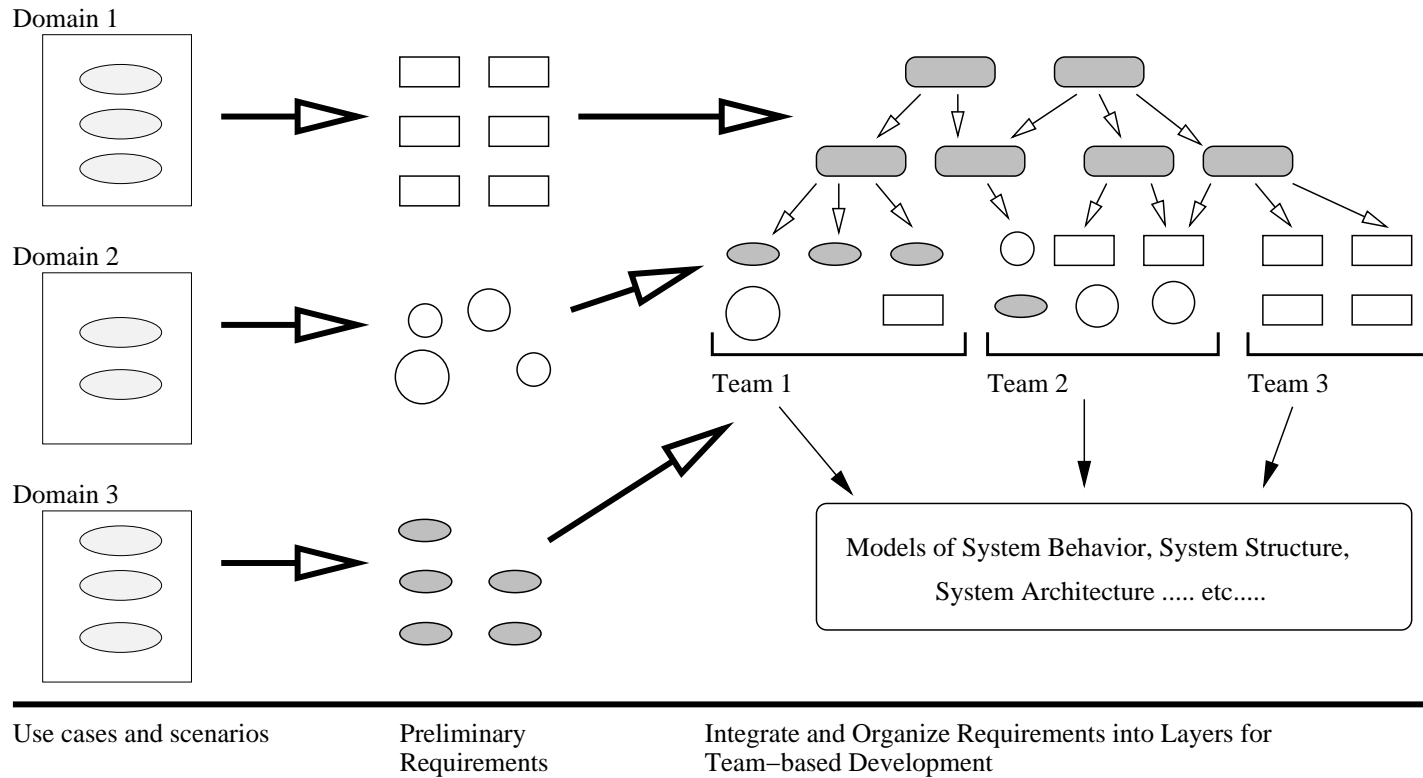 Domain 1
Domain 2
Domain 3
Team 1
Team 2
Team 3
Models of System Behavior, System Structure,
System Architecture ..... etc.....
Use cases and scenarios
Preliminary
Requirements
Integrate and Organize Requirements into Layers for
Team−based Development